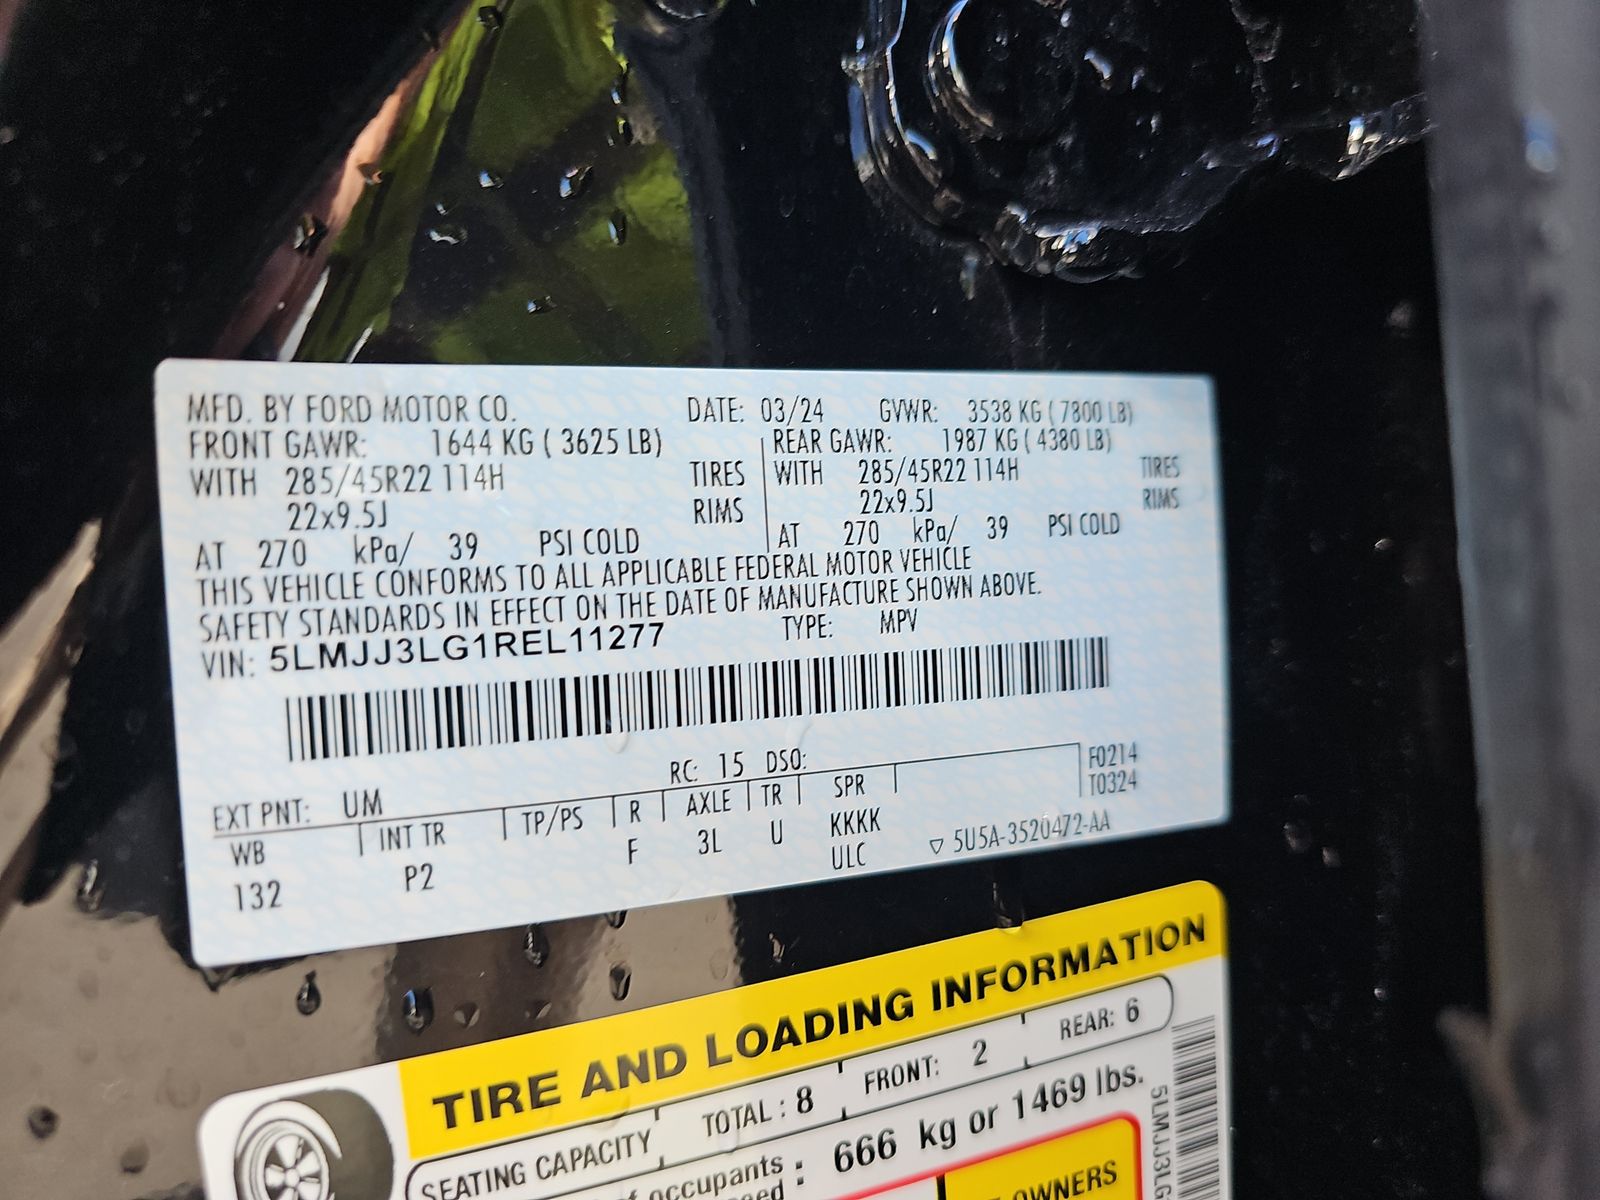 MFD. BY FORD MOTOR CO. DATE: 03/24 GVWR: 3538 KG ( 7800 LB)
FRONT GAWR: 1644 KG ( 3625 LB) REAR GAWR: 1987 KG ( 4380 LB)
WITH 285/45R22 114H TIRES WITH 285/45R22 114H TIRES
22x9.5J RIMS 22x9.5J RIMS
AT 270 kPa/ 39 PSI COLD AT 270 kPa/ 39 PSI COLD
THIS VEHICLE CONFORMS TO ALL APPLICABLE FEDERAL MOTOR VEHICLE
SAFETY STANDARDS IN EFFECT ON THE DATE OF MANUFACTURE SHOWN ABOVE.
VIN: 5LMJJ3LG1REL11277 TYPE: MPV
RC: 15 DSO: F0214
EXT PNT: UM T0324
WB INT TR TP/PS R AXLE TR SPR
132 P2 F 3L U KKKK
ULC ▽ 5U5A-3520472-AA
TIRE AND LOADING INFORMATION
SEATING CAPACITY TOTAL : 8 FRONT: 2 REAR: 6
occupants : 666 kg or 1469 lbs.
OWNERS
5LMJJ3LG